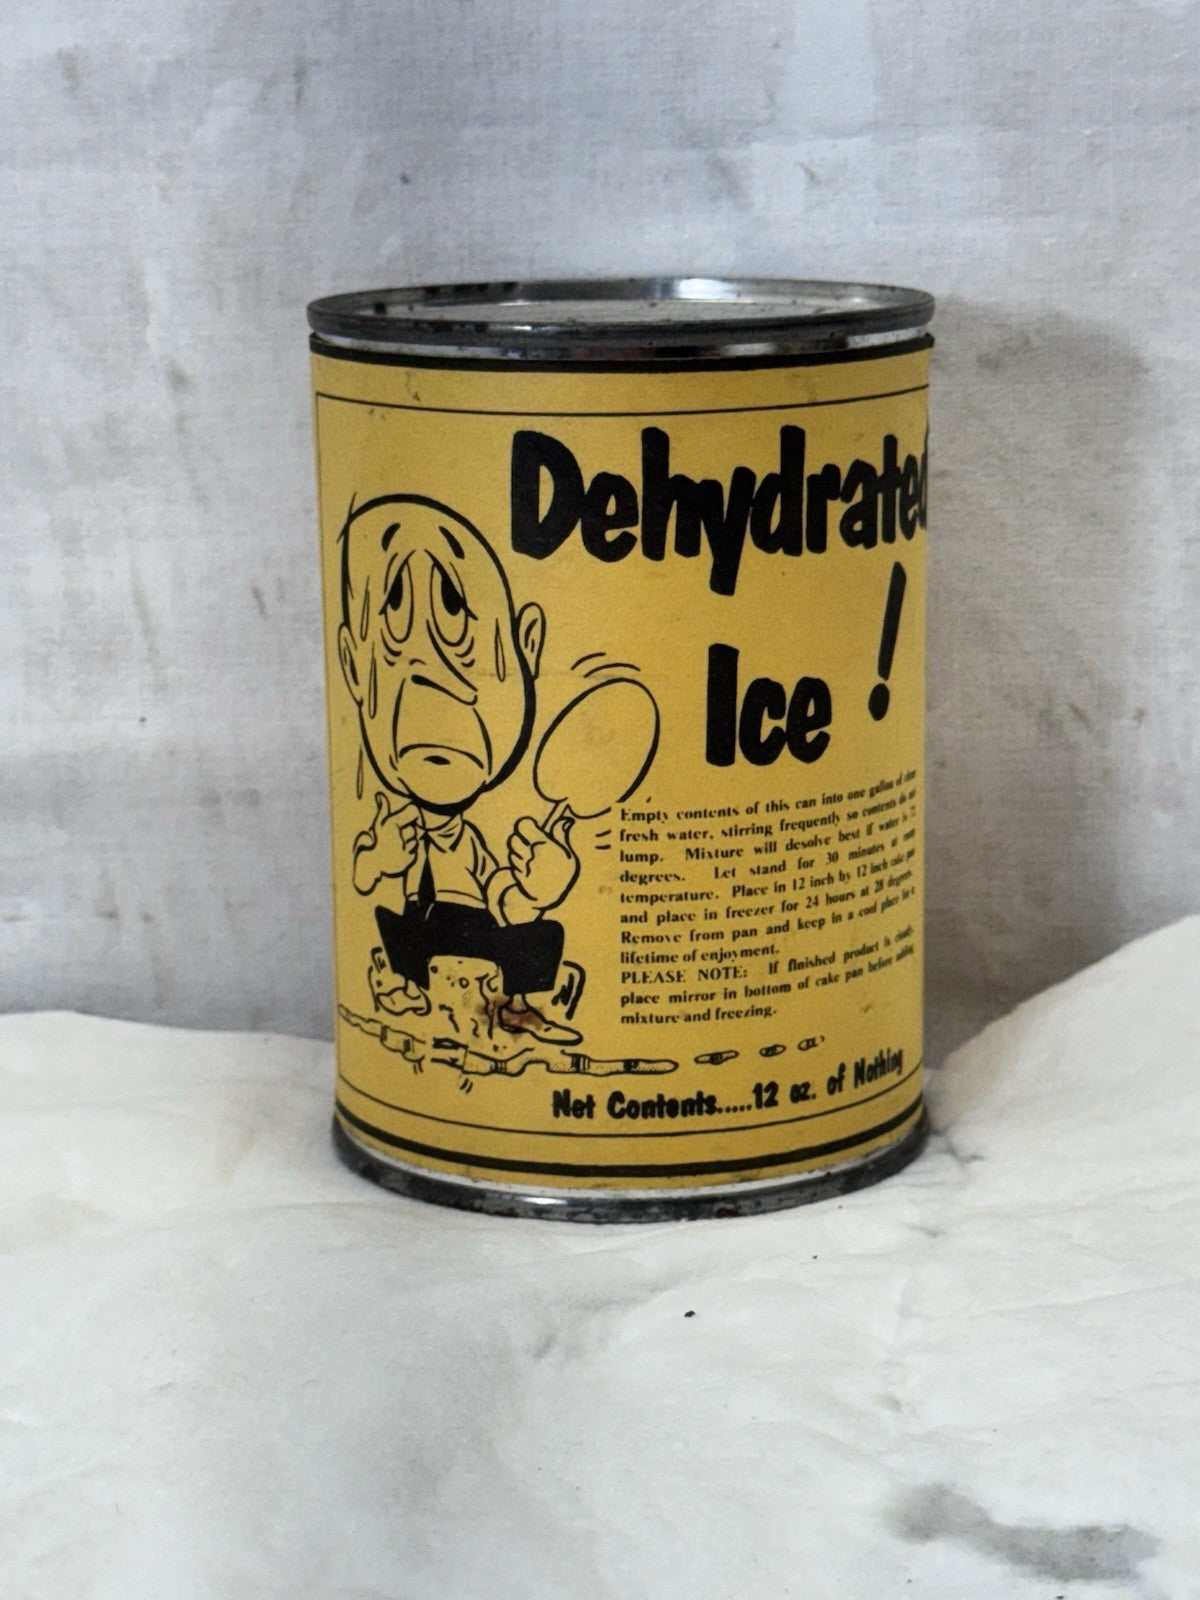 Dehydrated
Ice !
Empty contents of this can into one gallon of clear
fresh water, stirring frequently so contents do not
lump. Mixture will desolve best if water is 72
degrees. Let stand for 30 minutes at room
temperature. Place in 12 inch by 12 inch cake pan
and place in freezer for 24 hours at 28 degrees.
Remove from pan and keep in a cool place for a
lifetime of enjoyment.
PLEASE NOTE: If finished product is cloudy,
place mirror in bottom of cake pan before adding
mixture and freezing.
Net Contents.....12 oz. of Nothing